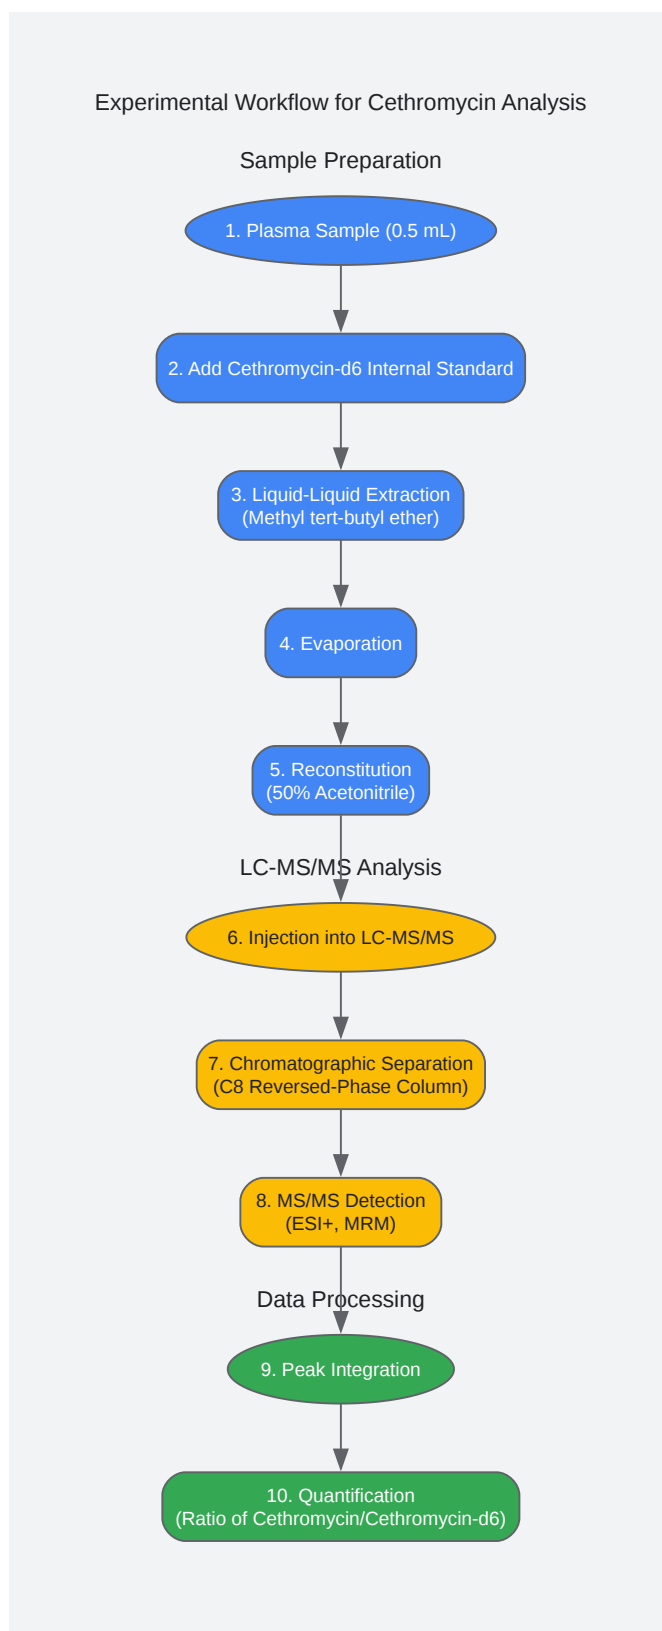 Experimental Workflow for Cethromycin Analysis
Sample Preparation
1. Plasma Sample (0.5 mL)
2. Add Cethromycin-d6 Internal Standard
3. Liquid-Liquid Extraction
(Methyl tert-butyl ether)
4. Evaporation
5. Reconstitution
(50% Acetonitrile)
LC-MS/MS Analysis
6. Injection into LC-MS/MS
7. Chromatographic Separation
(C8 Reversed-Phase Column)
8. MS/MS Detection
(ESI+, MRM)
Data Processing
9. Peak Integration
10. Quantification
(Ratio of Cethromycin/Cethromycin-d6)